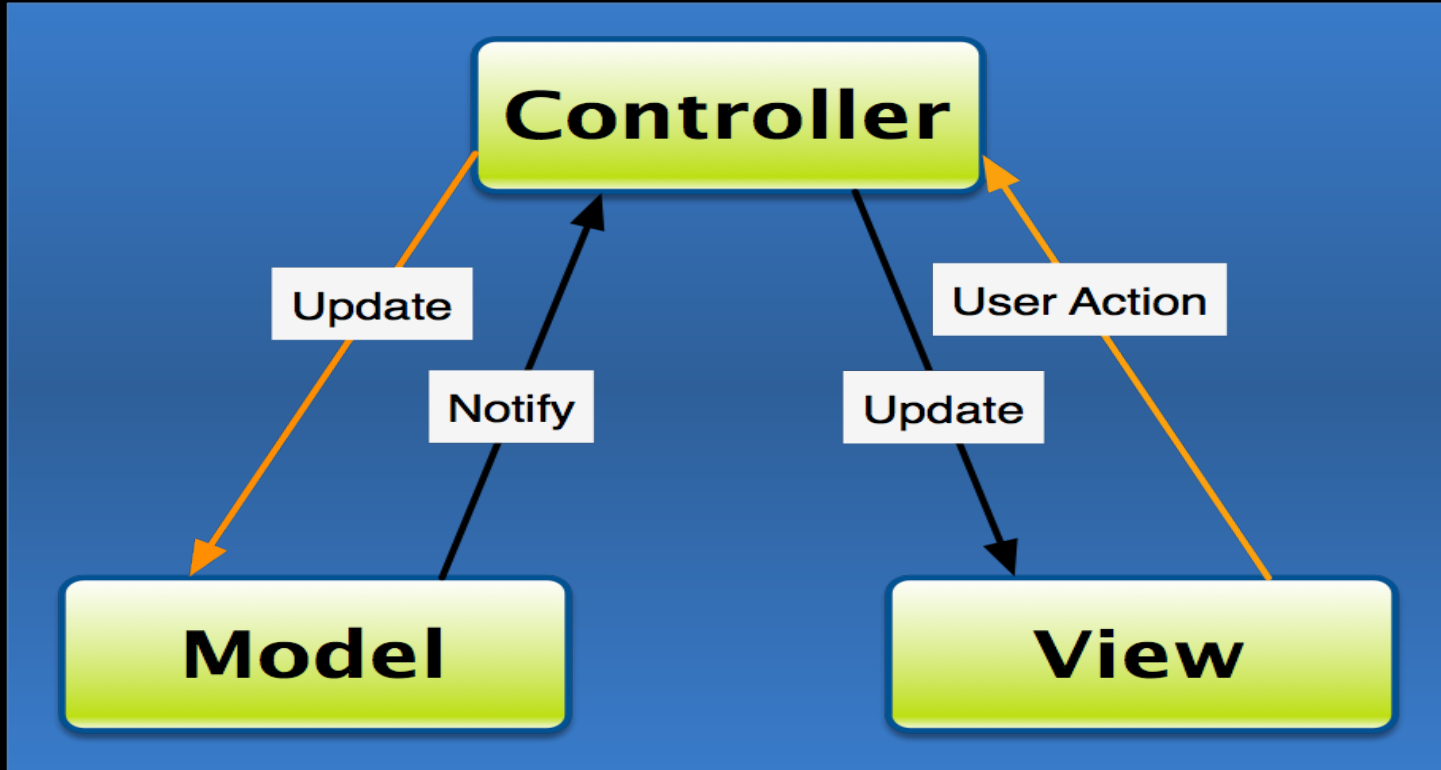 Controller
Update
User Action
Notify
Update
Model
View